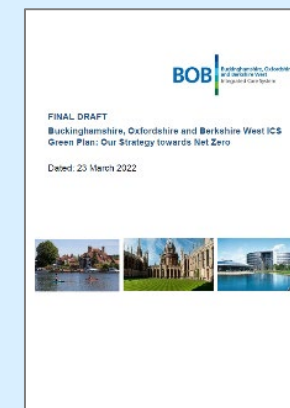 BOB
Buckinghamshire, Oxfordshire
and Berkshire West
Integrated Care System
FINAL DRAFT
Buckinghamshire, Oxfordshire and Berkshire West ICS
Green Plan: Our Strategy towards Net Zero
Dated: 23 March 2022